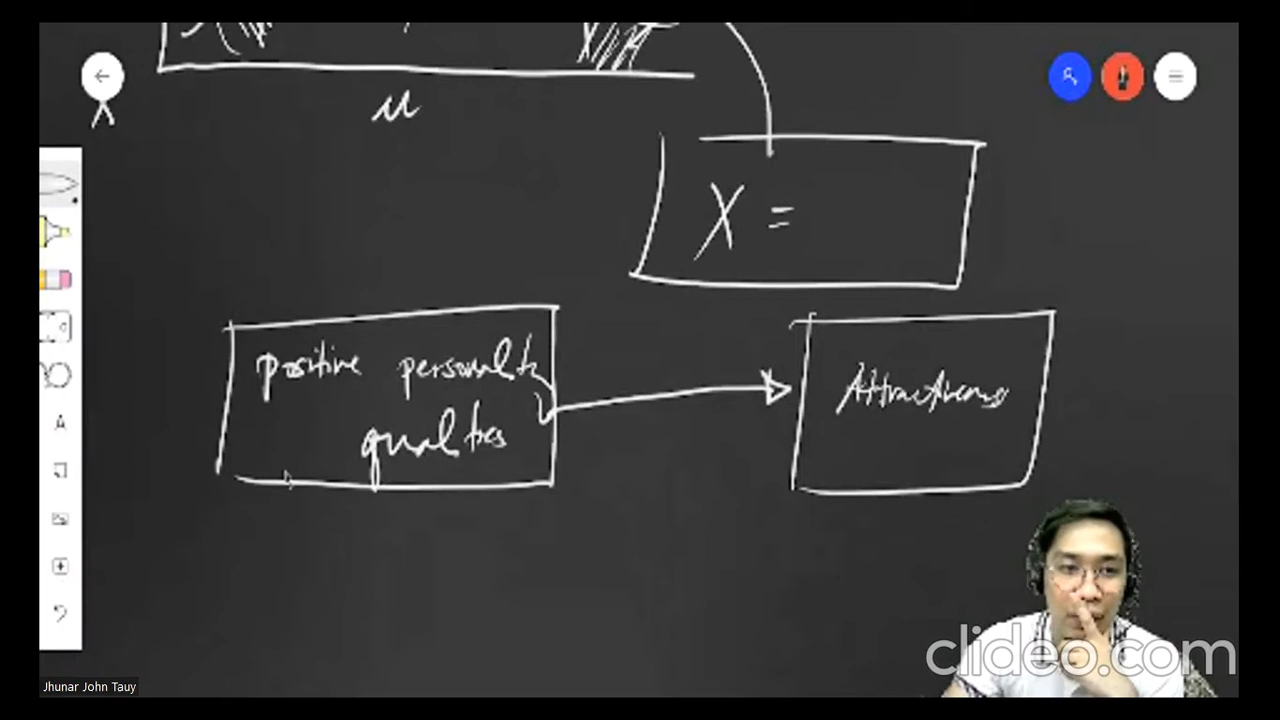 μ
X =
positive personality
qualities
Attractiveness
clideo.com
Jhunar John Tauy